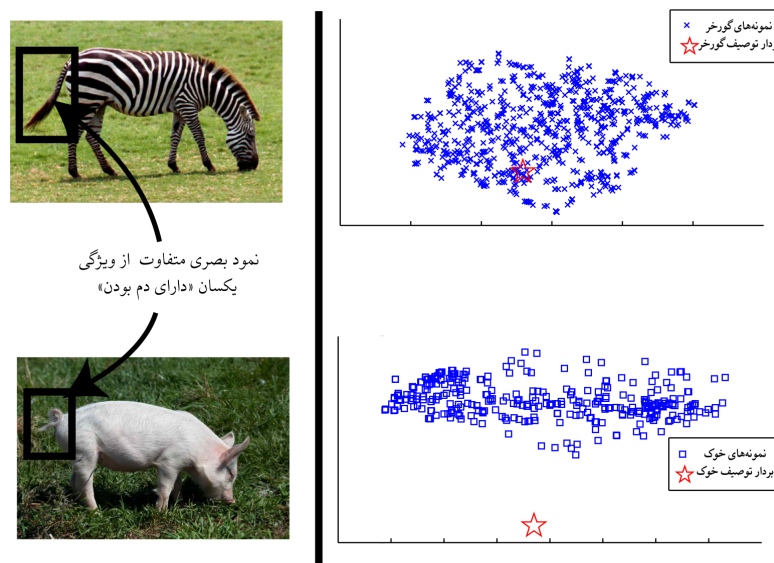 نمونه‌های گورخر
ردار توصیف گورخر
نمود بصری متفاوت از ویژگی
یکسان «دارای دم بودن»
نمونه‌های خوک
بردار توصیف خوک